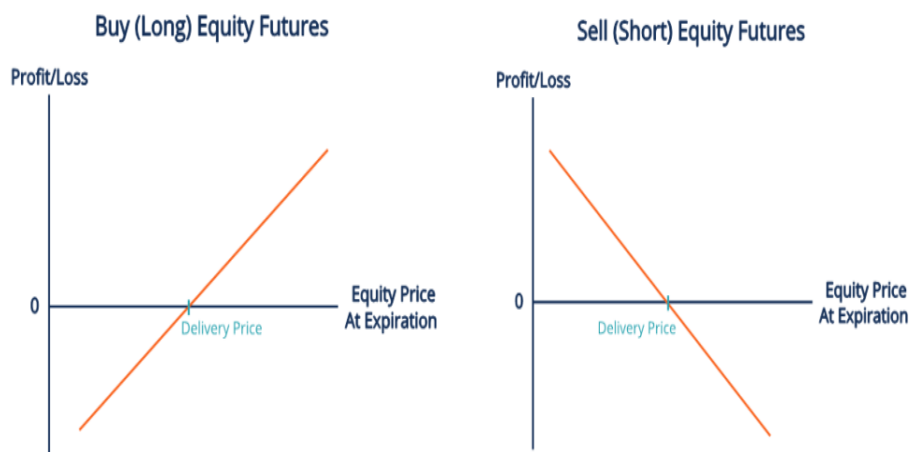 Buy (Long) Equity Futures
Profit/Loss
0
Equity Price
At Expiration
Delivery Price
Sell (Short) Equity Futures
Profit/Loss
0
Equity Price
At Expiration
Delivery Price